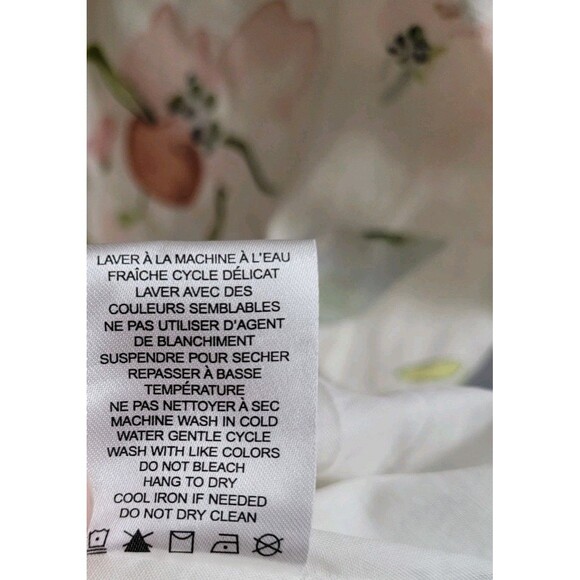 LAVER À LA MACHINE À L'EAU
FRAÎCHE CYCLE DÉLICAT
LAVER AVEC DES
COULEURS SEMBLABLES
NE PAS UTILISER D'AGENT
DE BLANCHIMENT
SUSPENDRE POUR SECHER
REPASSER À BASSE
TEMPÉRATURE
NE PAS NETTOYER À SEC
MACHINE WASH IN COLD
WATER GENTLE CYCLE
WASH WITH LIKE COLORS
DO NOT BLEACH
HANG TO DRY
COOL IRON IF NEEDED
DO NOT DRY CLEAN